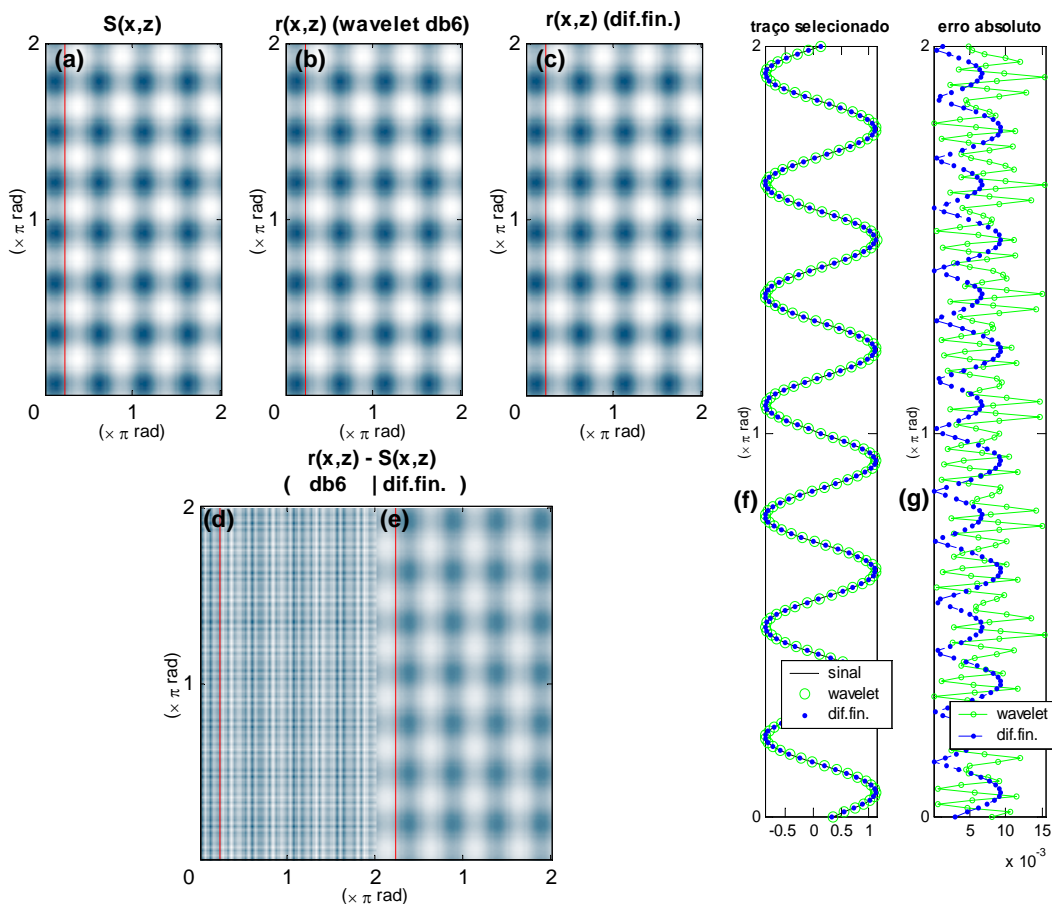 S(x,z)
r(x,z) (wavelet db6)
r(x,z) (dif.fin.)
(a)
(b)
(c)
2
1
0
1
2
(× π rad)
(× π rad)
2
1
0
1
2
(× π rad)
(× π rad)
2
1
0
1
2
(× π rad)
(× π rad)
r(x,z) - S(x,z)
( db6 | dif.fin. )
(d)
(e)
2
1
0
1
2
1
2
(× π rad)
(× π rad)
traço selecionado
2
1
0
(× π rad)
(f)
sinal
wavelet
dif.fin.
-0.5
0
0.5
1
erro absoluto
2
1
0
(× π rad)
(g)
wavelet
dif.fin.
5
10
15
x 10⁻³